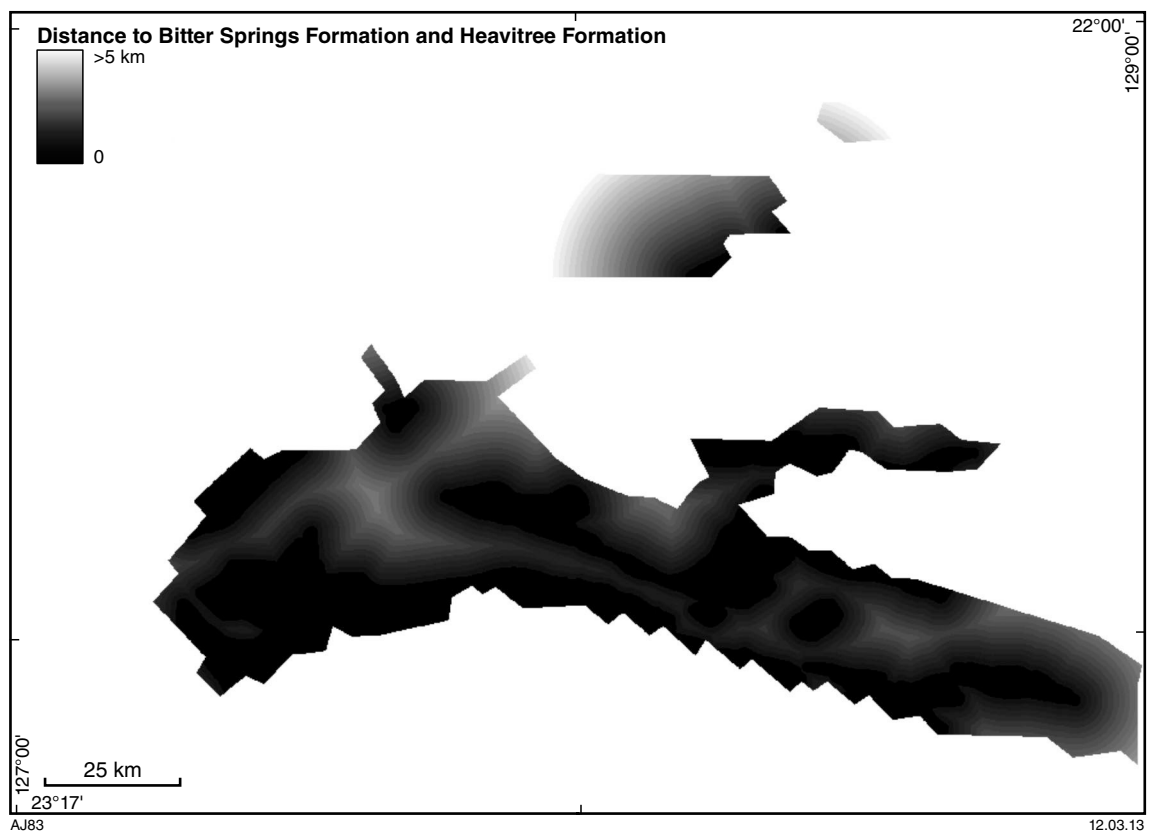 Distance to Bitter Springs Formation and Heavitree Formation
>5 km
0
22°00'
129°00'
127°00'
25 km
23°17'
AJ83
12.03.13